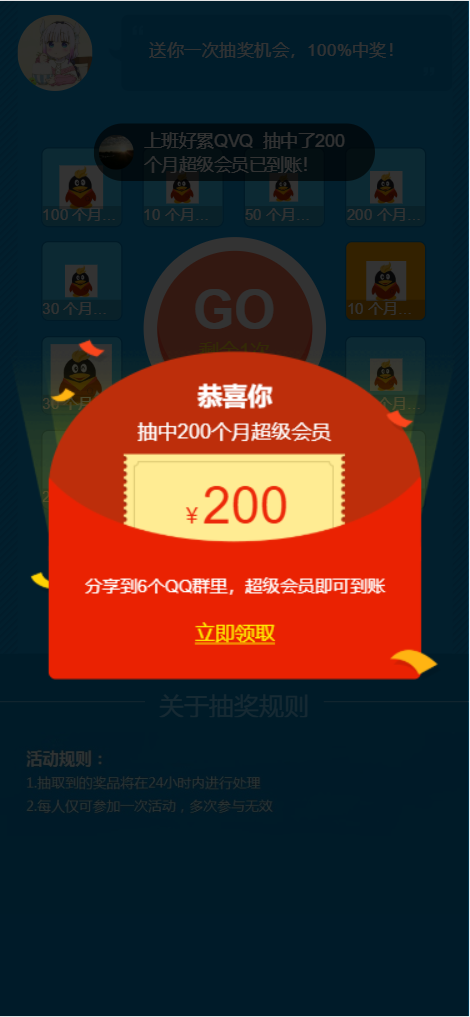 送你一次抽奖机会，100%中奖！
上班好累QVQ 抽中了200
个月超级会员已到账!
100 个月...
10 个月...
50 个月...
200 个月...
30 个月...
GO
10 个月...
剩余1次
恭喜你
抽中200个月超级会员
¥200
分享到6个QQ群里，超级会员即可到账
立即领取
关于抽奖规则
活动规则：
1.抽取到的奖品将在24小时内进行处理
2.每人仅可参加一次活动，多次参与无效